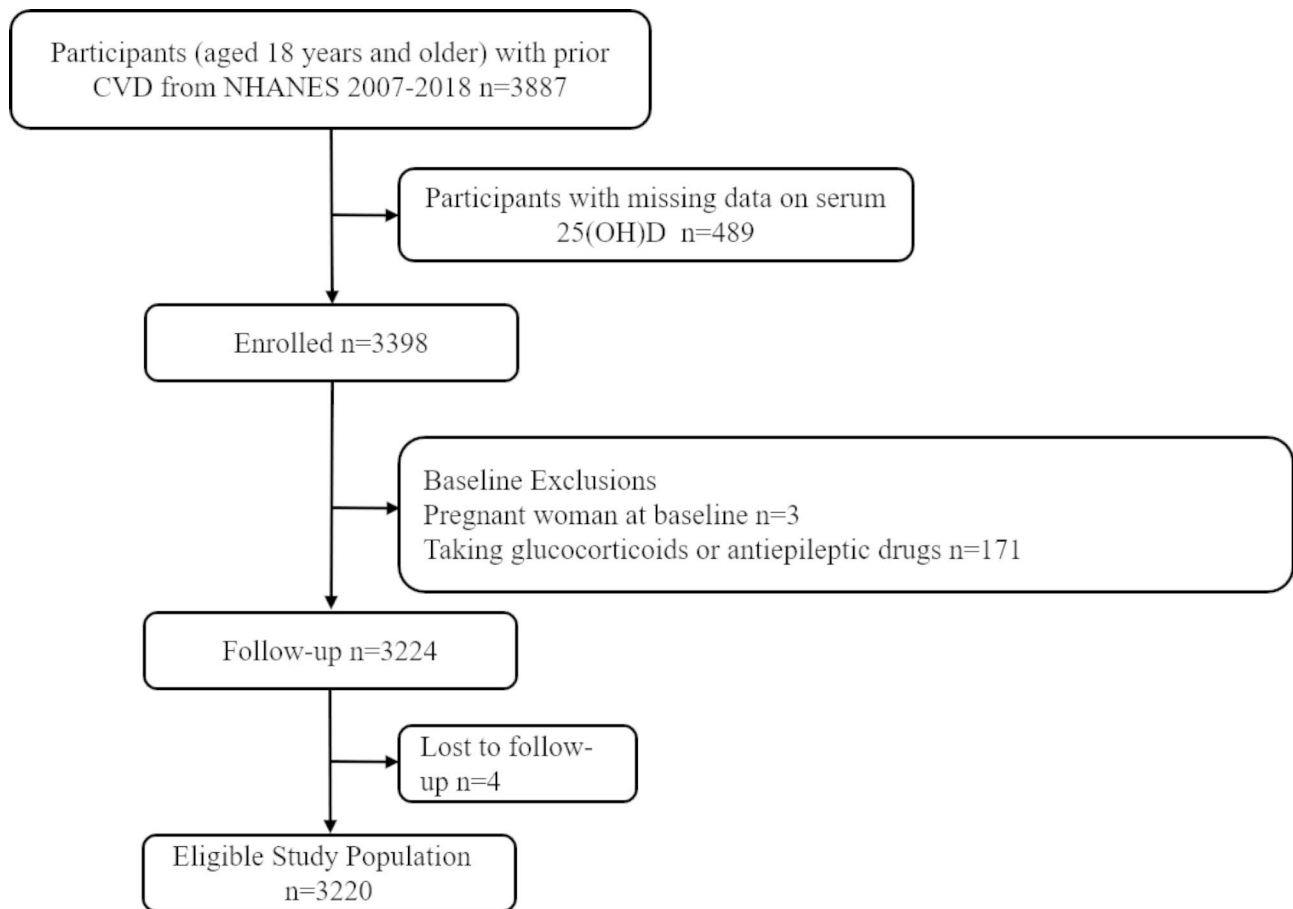 Participants (aged 18 years and older) with prior
CVD from NHANES 2007-2018 n=3887
Participants with missing data on serum
25(OH)D n=489
Enrolled n=3398
Baseline Exclusions
Pregnant woman at baseline n=3
Taking glucocorticoids or antiepileptic drugs n=171
Follow-up n=3224
Lost to follow-
up n=4
Eligible Study Population
n=3220